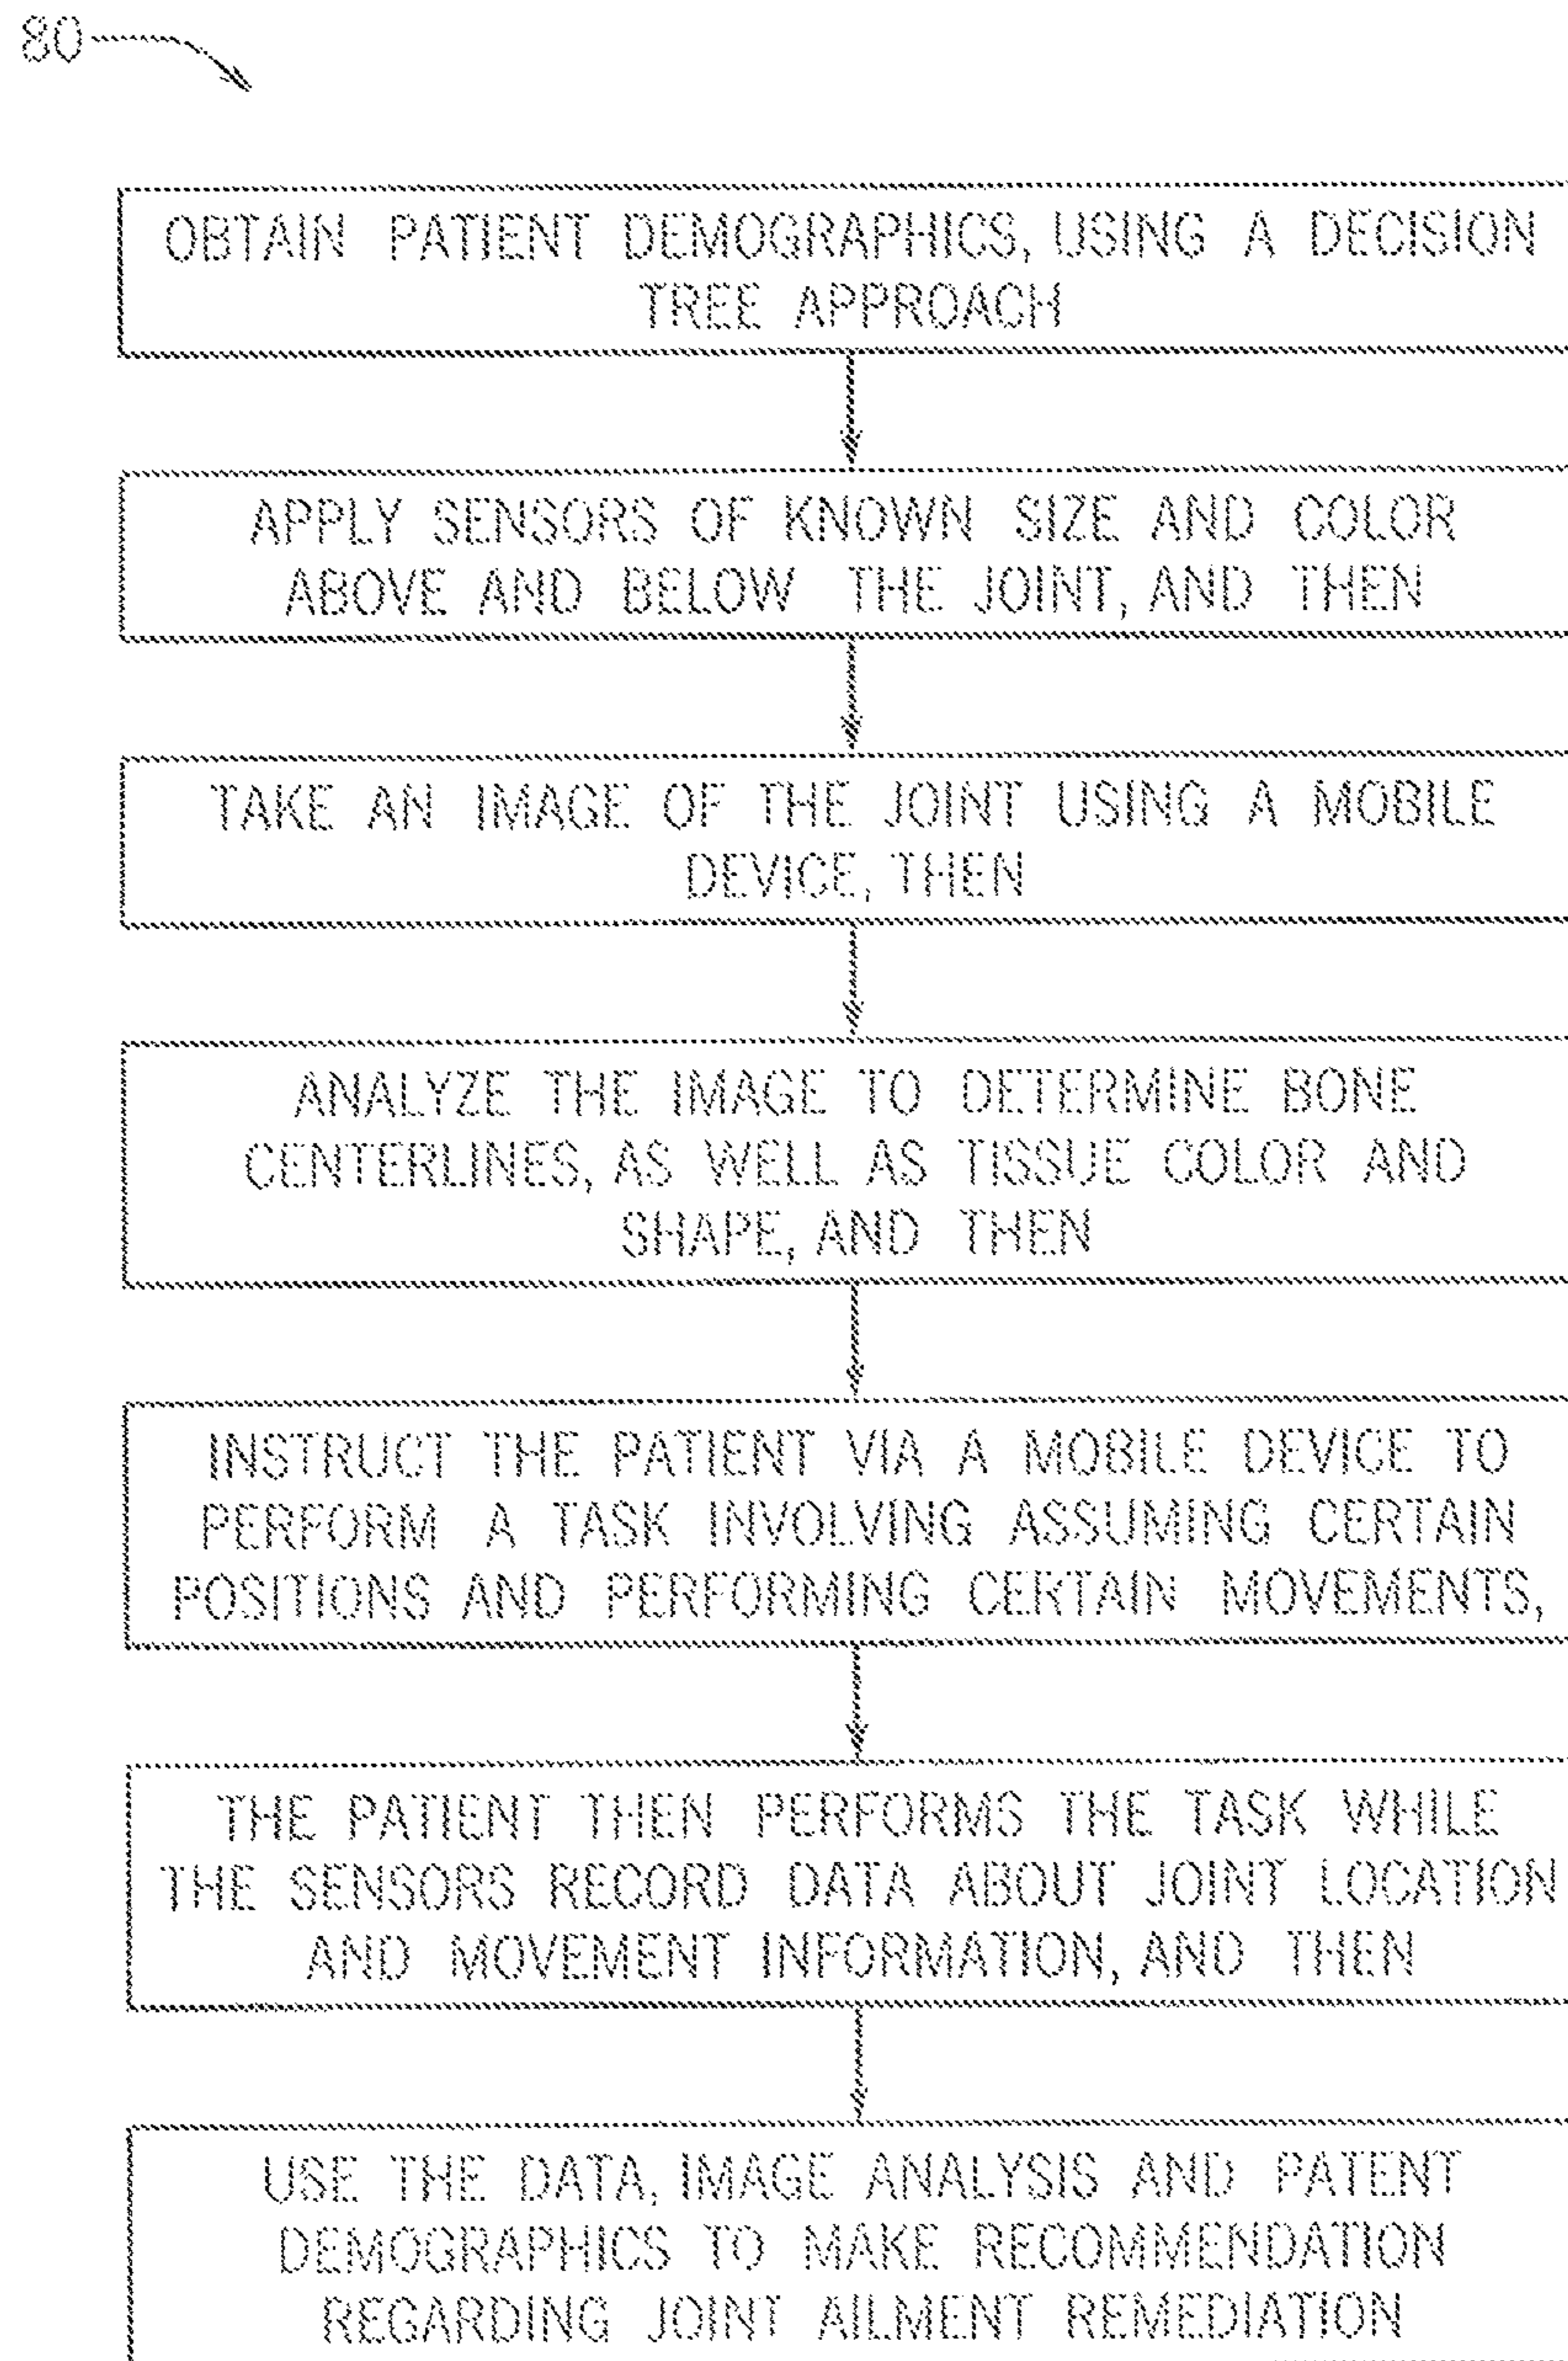 80
OBTAIN PATIENT DEMOGRAPHICS, USING A DECISION
TREE APPROACH
APPLY SENSORS OF KNOWN SIZE AND COLOR
ABOVE AND BELOW THE JOINT, AND THEN
TAKE AN IMAGE OF THE JOINT USING A MOBILE
DEVICE, THEN
ANALYZE THE IMAGE TO DETERMINE BONE
CENTERLINES, AS WELL AS TISSUE COLOR AND
SHAPE, AND THEN
INSTRUCT THE PATIENT VIA A MOBILE DEVICE TO
PERFORM A TASK INVOLVING ASSUMING CERTAIN
POSITIONS AND PERFORMING CERTAIN MOVEMENTS,
THE PATIENT THEN PERFORMS THE TASK WHILE
THE SENSORS RECORD DATA ABOUT JOINT LOCATION
AND MOVEMENT INFORMATION, AND THEN
USE THE DATA, IMAGE ANALYSIS AND PATENT
DEMOGRAPHICS TO MAKE RECOMMENDATION
REGARDING JOINT AILMENT REMEDIATION